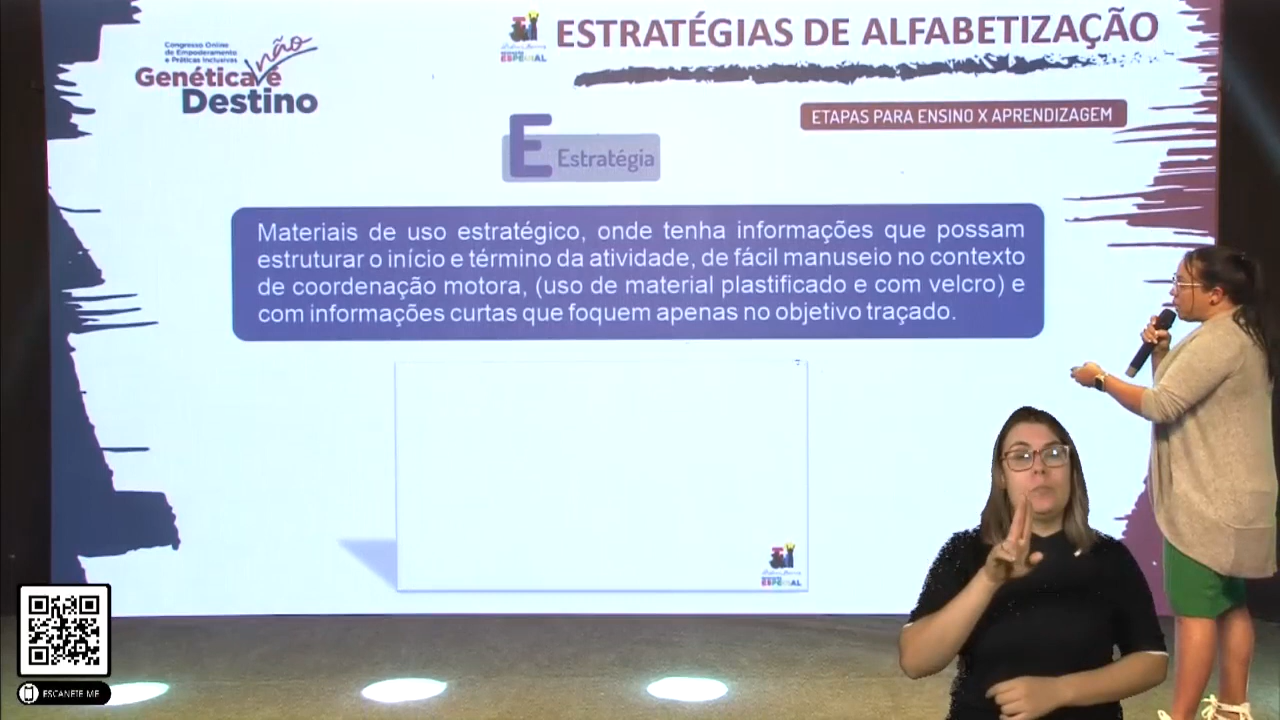 Congresso Online
de Empoderamento
e Práticas Inclusivas
não
Genética é
Destino
ESTRATÉGIAS DE ALFABETIZAÇÃO
ETAPAS PARA ENSINO X APRENDIZAGEM
E Estratégia
Materiais de uso estratégico, onde tenha informações que possam
estruturar o início e término da atividade, de fácil manuseio no contexto
de coordenação motora, (uso de material plastificado e com velcro) e
com informações curtas que foquem apenas no objetivo traçado.
ESCANEIE ME